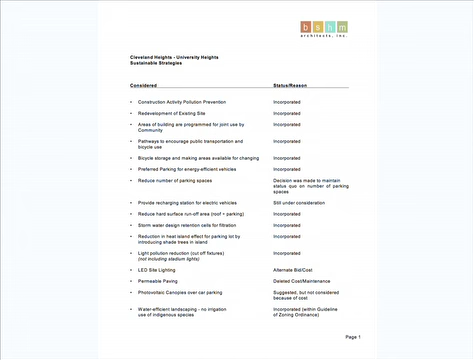 bshm
architects, inc.
Cleveland Heights - University Heights
Sustainable Strategies
Considered Status/Reason
• Construction Activity Pollution Prevention Incorporated
• Redevelopment of Existing Site Incorporated
• Areas of building are programmed for joint use by Incorporated
Community
• Pathways to encourage public transportation and Incorporated
bicycle use
• Bicycle storage and making areas available for changing Incorporated
• Preferred Parking for energy-efficient vehicles Incorporated
• Reduce number of parking spaces Decision was made to maintain
status quo on number of parking
spaces
• Provide recharging station for electric vehicles Still under consideration
• Reduce hard surface run-off area (roof + parking) Incorporated
• Storm water design retention cells for filtration Incorporated
• Reduction in heat island effect for parking lot by Incorporated
introducing shade trees in island
• Light pollution reduction (cut off fixtures) Incorporated
(not including stadium lights)
• LED Site Lighting Alternate Bid/Cost
• Permeable Paving Deleted Cost/Maintenance
• Photovoltaic Canopies over car parking Suggested, but not considered
because of cost
• Water-efficient landscaping - no irrigation Incorporated (within Guideline
use of indigenous species of Zoning Ordinance)
Page 1